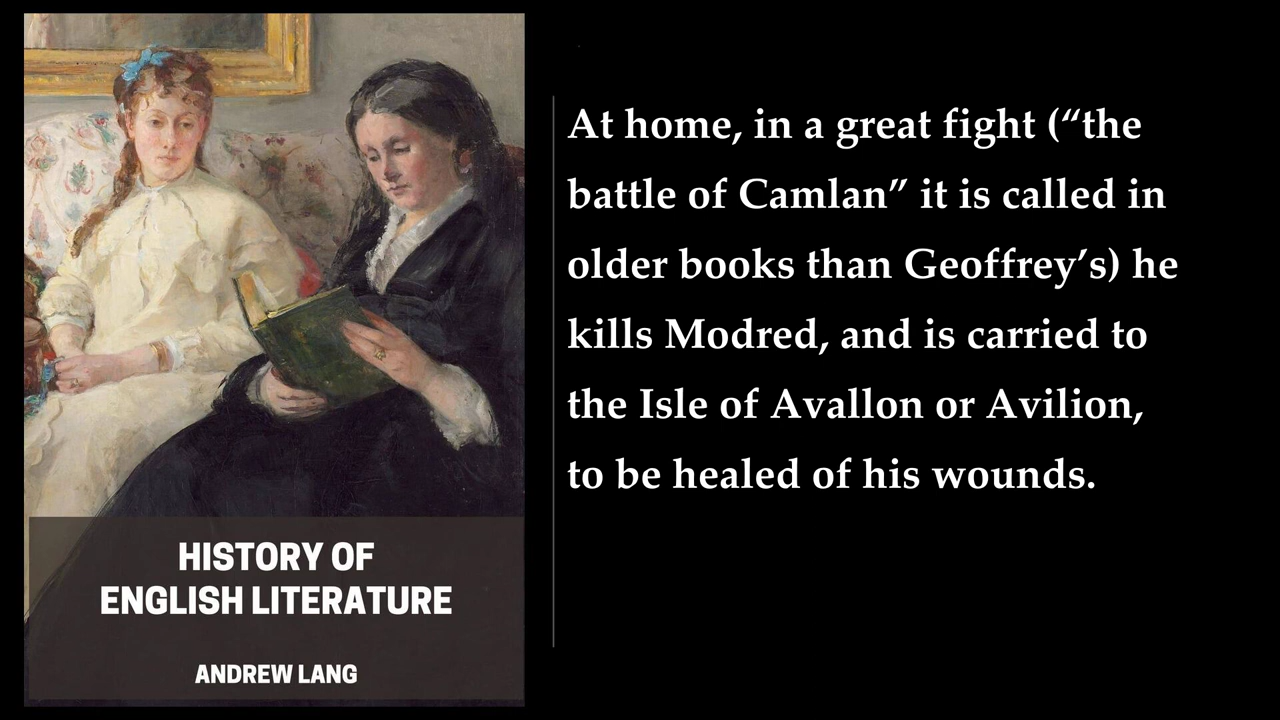 At home, in a great fight (“the
battle of Camlan” it is called in
older books than Geoffrey’s) he
kills Modred, and is carried to
the Isle of Avallon or Avilion,
to be healed of his wounds.
HISTORY OF
ENGLISH LITERATURE
ANDREW LANG